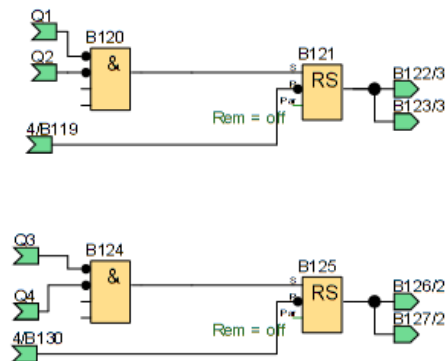 Q1
B120
Q2
&
B121
S
RS
R
Par
B122/3
B123/3
4/B119
Rem = off
Q3
B124
&
Q4
B125
S
RS
R
Par
B126/2
B127/2
4/B130
Rem = off